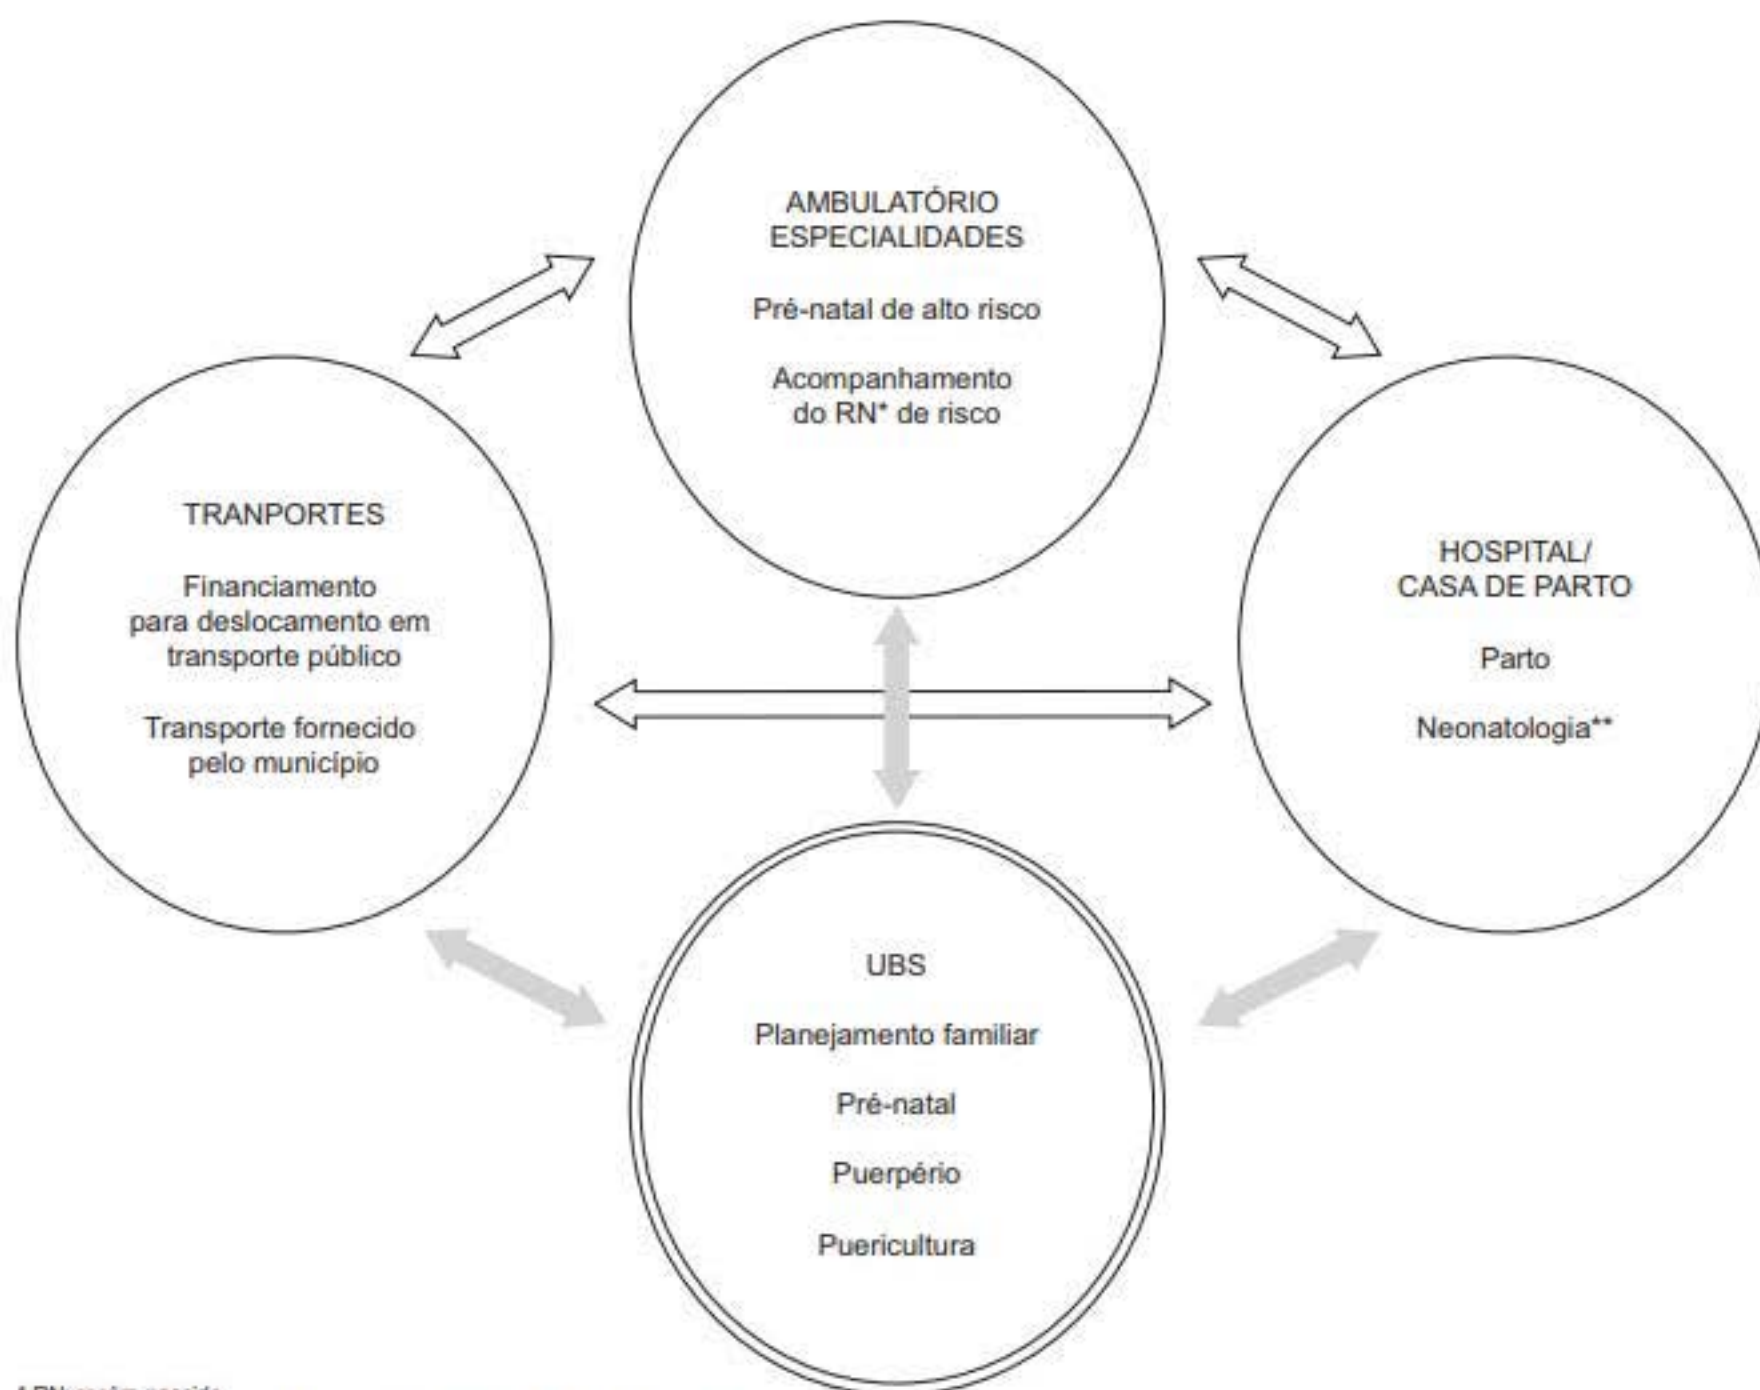 AMBULATÓRIO
ESPECIALIDADES
Pré-natal de alto risco
Acompanhamento
do RN* de risco
TRANPORTES
Financiamento
para deslocamento em
transporte público
Transporte fornecido
pelo município
HOSPITAL/
CASA DE PARTO
Parto
Neonatologia**
UBS
Planejamento familiar
Pré-natal
Puerpério
Puericultura